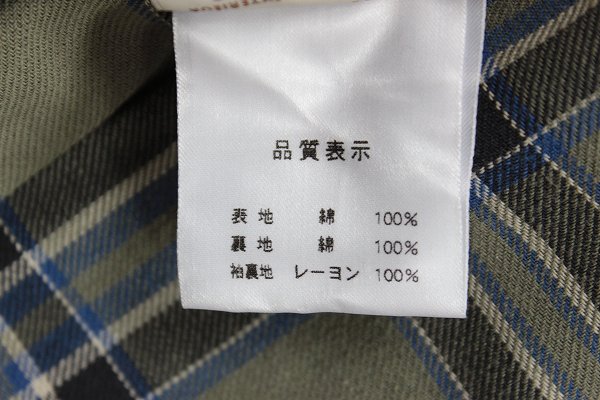 品質表示
表地 綿 100%
裏地 綿 100%
袖裏地 レーヨン 100%